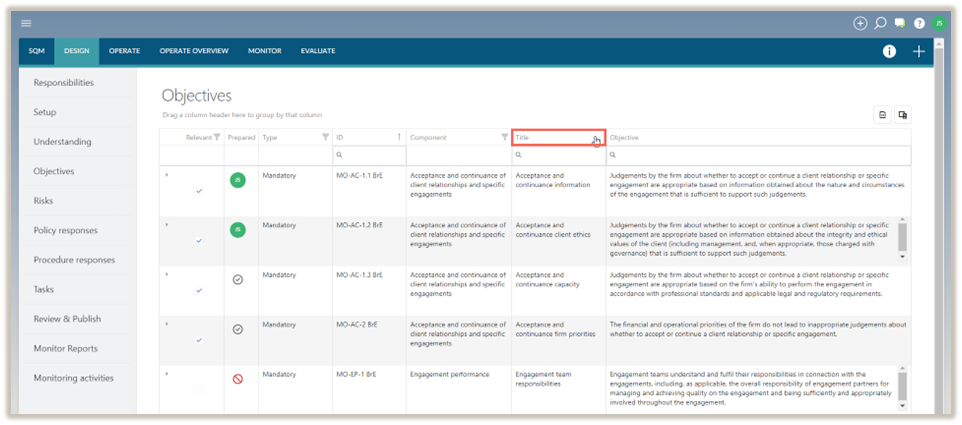 JS
SQM DESIGN OPERATE OPERATE OVERVIEW MONITOR EVALUATE
Responsibilities
Setup
Understanding
Objectives
Risks
Policy responses
Procedure responses
Tasks
Review & Publish
Monitor Reports
Monitoring activities
Objectives
Drag a column header here to group by that column
Relevant Prepared Type ID Component Title Objective
JS Mandatory MO-AC-1.1 BrE
Acceptance and continuance of
client relationships and specific
engagements
Acceptance and
continuance information
Judgements by the firm about whether to accept or continue a client relationship or specific
engagement are appropriate based on information obtained about the nature and circumstances
of the engagement that is sufficient to support such judgements.
JS Mandatory MO-AC-1.2 BrE
Acceptance and continuance of
client relationships and specific
engagements
Acceptance and
continuance client ethics
Judgements by the firm about whether to accept or continue a client relationship or specific
engagement are appropriate based on information obtained about the integrity and ethical
values of the client (including management, and, when appropriate, those charged with
governance) that is sufficient to support such judgements.
Mandatory MO-AC-1.3 BrE
Acceptance and continuance of
client relationships and specific
engagements
Acceptance and
continuance capacity
Judgements by the firm about whether to accept or continue a client relationship or specific
engagement are appropriate based on the firm's ability to perform the engagement in
accordance with professional standards and applicable legal and regulatory requirements.
Mandatory MO-AC-2 BrE
Acceptance and continuance of
client relationships and specific
engagements
Acceptance and
continuance firm priorities
The financial and operational priorities of the firm do not lead to inappropriate judgements about
whether to accept or continue a client relationship or specific engagement.
Mandatory MO-EP-1 BrE
Engagement performance
Engagement team
responsibilities
Engagement teams understand and fulfil their responsibilities in connection with the
engagements, including, as applicable, the overall responsibility of engagement partners for
managing and achieving quality on the engagement and being sufficiently and appropriately
involved throughout the engagement.